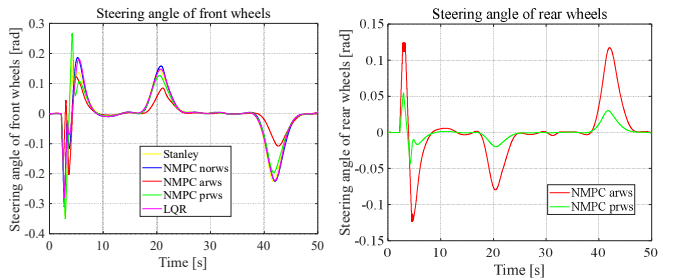 Steering angle of front wheels
Steering angle of front wheels [rad]
0.3
0.2
0.1
0
-0.1
-0.2
-0.3
-0.4
Stanley
NMPC norws
NMPC arws
NMPC prws
LQR
0 10 20 30 40 50
Time [s]
Steering angle of rear wheels
Steering angle of rear wheels [rad]
0.15
0.1
0.05
0
-0.05
-0.1
-0.15
NMPC arws
NMPC prws
0 10 20 30 40 50
Time [s]